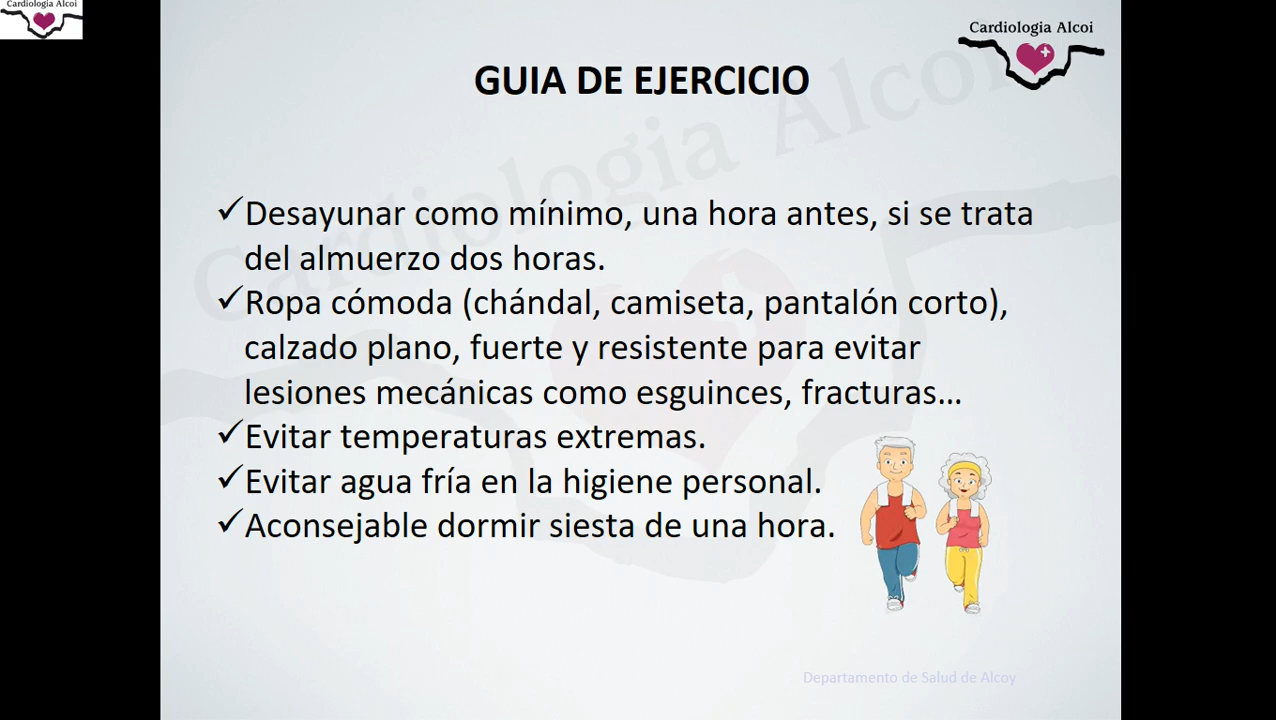 Cardiologia Alcoi
Cardiologia Alcoi
GUIA DE EJERCICIO
Cardiologia Alcoi
✓Desayunar como mínimo, una hora antes, si se trata
del almuerzo dos horas.
✓Ropa cómoda (chándal, camiseta, pantalón corto),
calzado plano, fuerte y resistente para evitar
lesiones mecánicas como esguinces, fracturas…
✓Evitar temperaturas extremas.
✓Evitar agua fría en la higiene personal.
✓Aconsejable dormir siesta de una hora.
Departamento de Salud de Alcoy